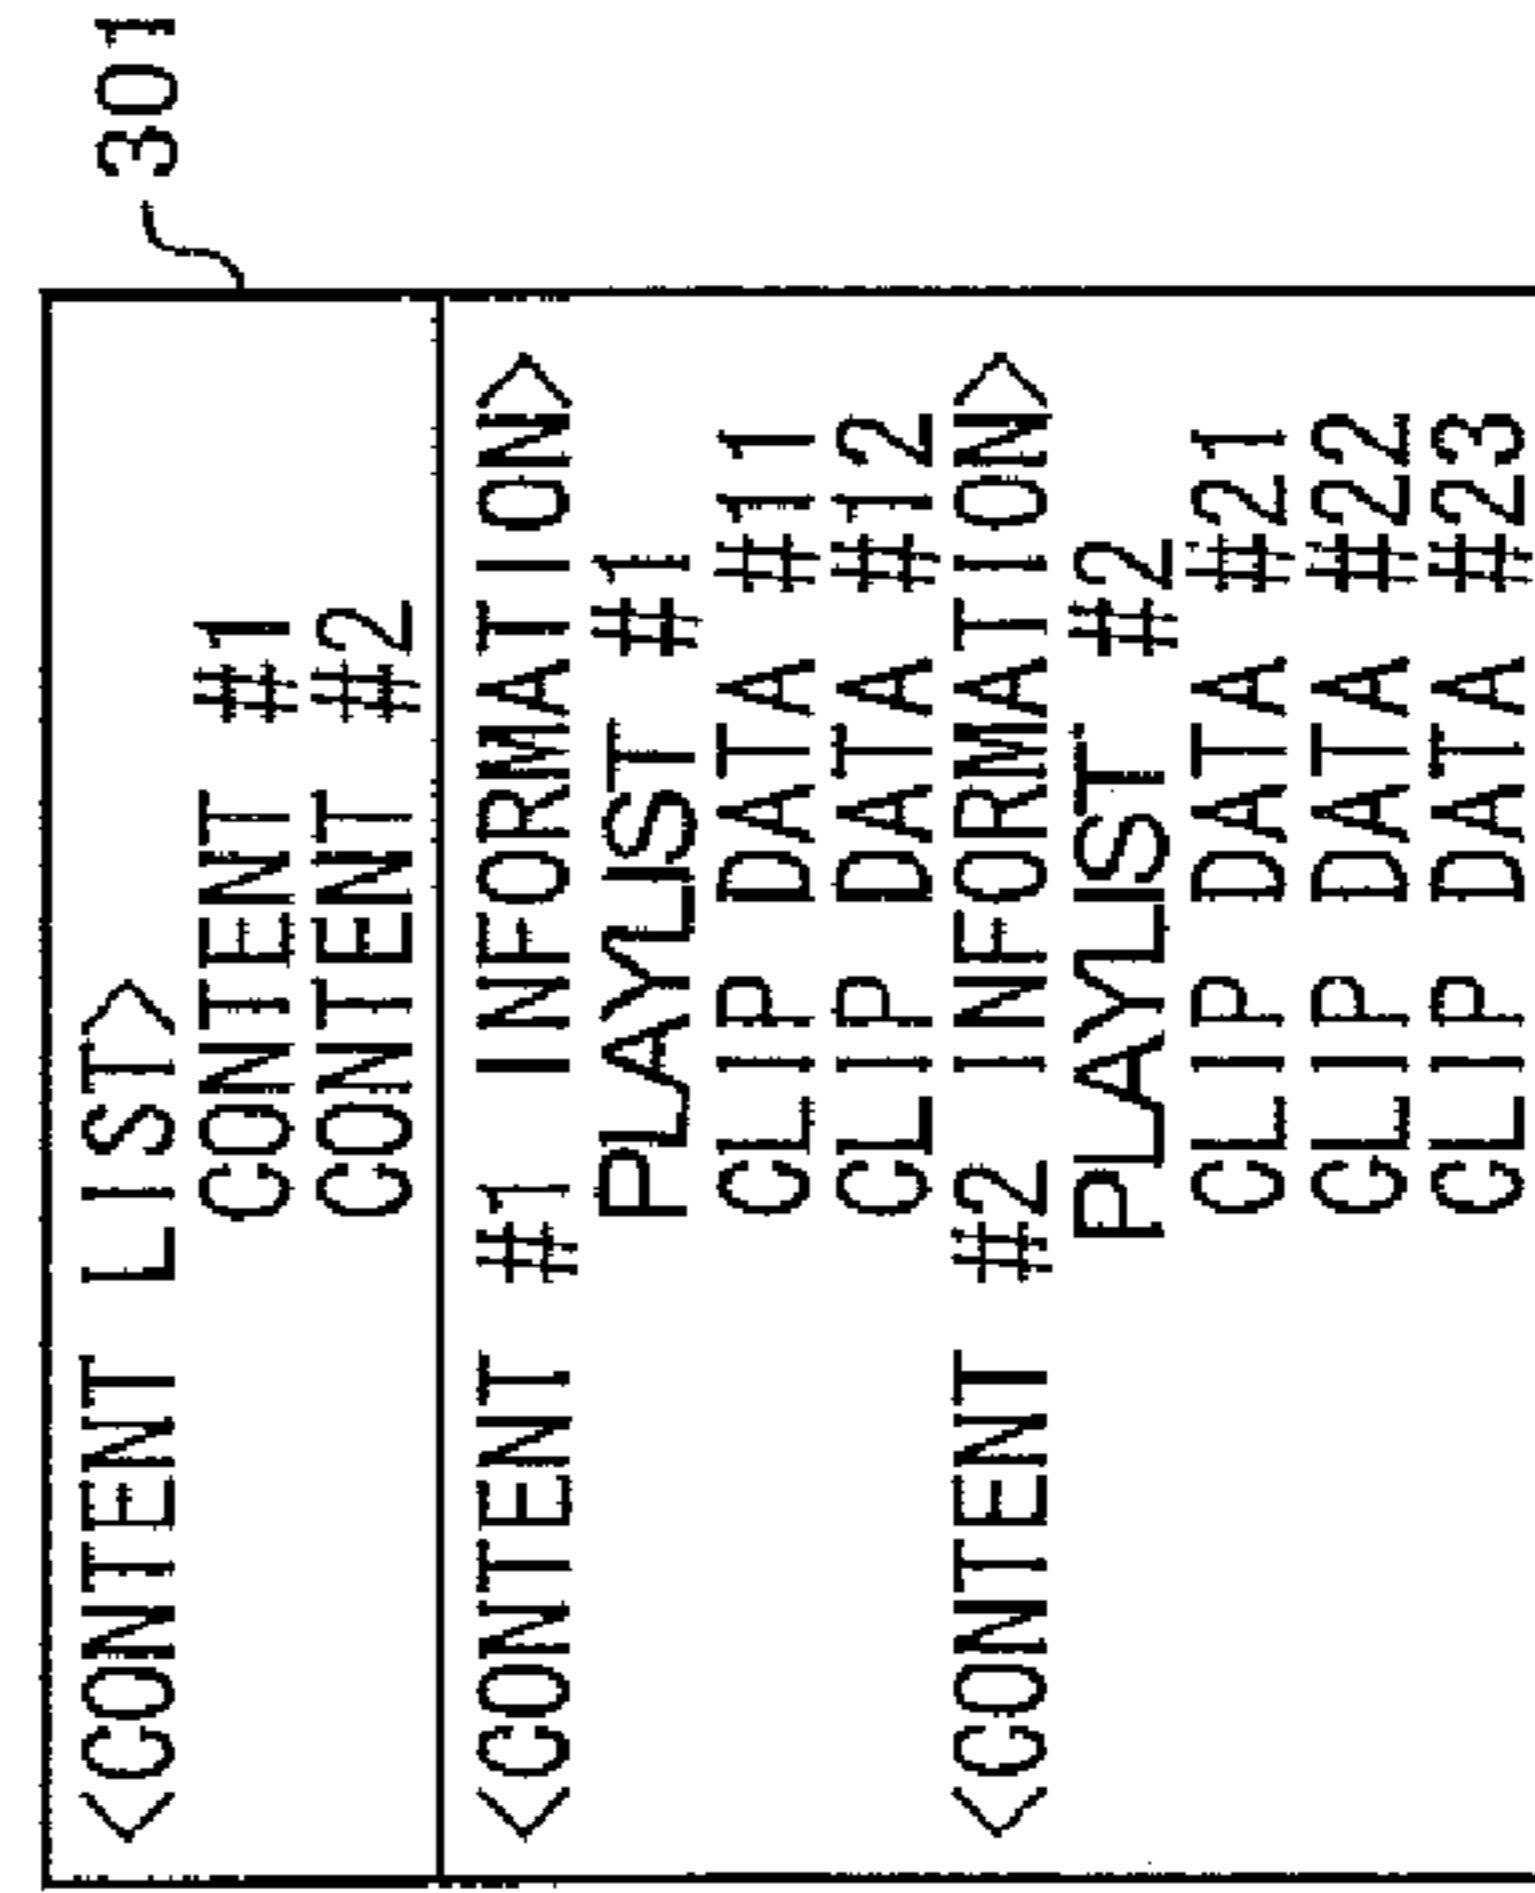 301
<CONTENT LIST>
CONTENT #1
CONTENT #2
<CONTENT #1 INFORMATION>
PLAYLIST #1
CLIP DATA #11
CLIP DATA #12
<CONTENT #2 INFORMATION>
PLAYLIST #2
CLIP DATA #21
CLIP DATA #22
CLIP DATA #23